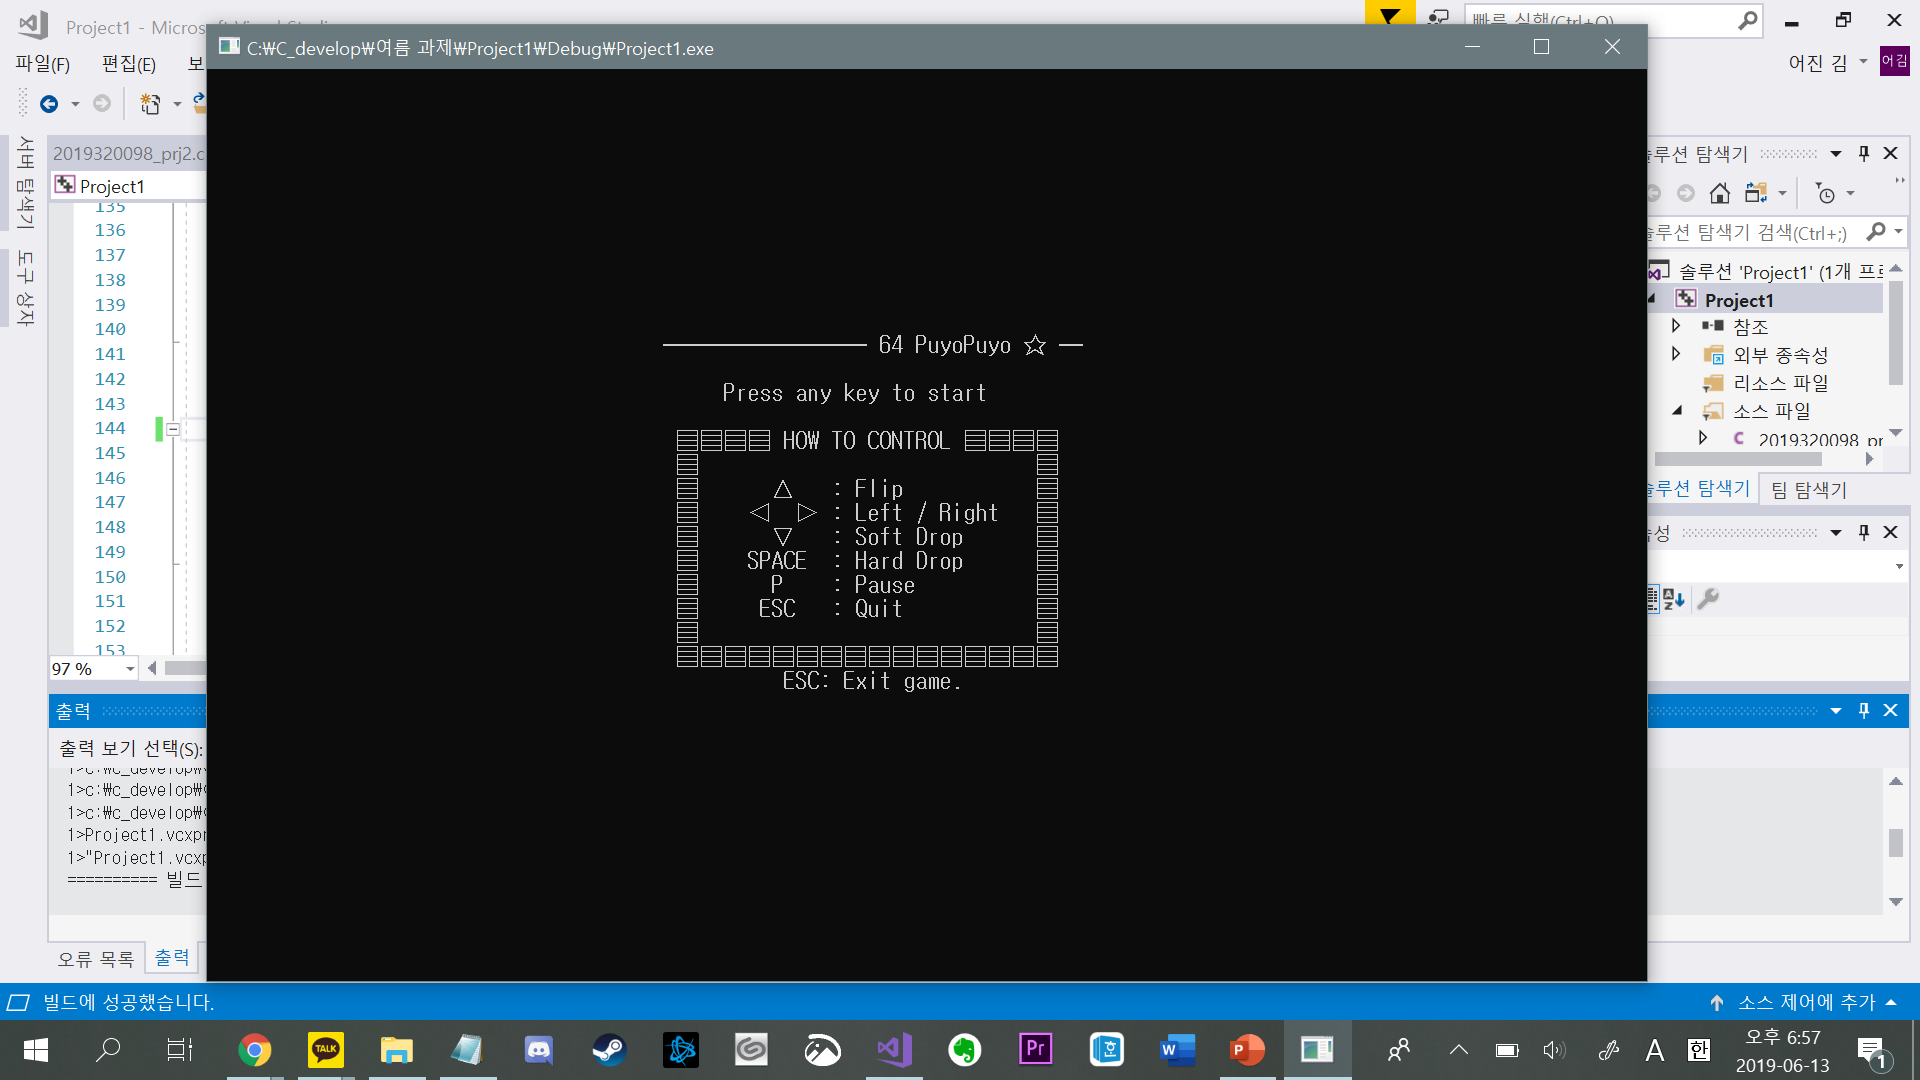 Project1 - Micros
빠른 실행(Ctrl+Q)
파일(F) 편집(E) 보
어진 김
어김
C:\C_develop\여름 과제\Project1\Debug\Project1.exe
서버 탐색기
도구 상자
2019320098_prj2.c
Project1
135
136
137
138
139
140
141
142
143
144
145
146
147
148
149
150
151
152
153
97 %
64 PuyoPuyo ☆
Press any key to start
HOW TO CONTROL
△ : Flip
◁ ▷ : Left / Right
▽ : Soft Drop
SPACE : Hard Drop
P : Pause
ESC : Quit
ESC: Exit game.
솔루션 탐색기
솔루션 탐색기 검색(Ctrl+;)
솔루션 'Project1' (1개 프로
Project1
참조
외부 종속성
리소스 파일
소스 파일
2019320098_pr
솔루션 탐색기 팀 탐색기
속성
출력
출력 보기 선택(S):
1>c:\c_develop\
1>c:\c_develop\
1>c:\c_develop\
1>Project1.vcxpr
1>"Project1.vcxp
========== 빌드
오류 목록 출력
빌드에 성공했습니다.
소스 제어에 추가
TALK
Pr
W
P
A
한
오후 6:57
2019-06-13
1